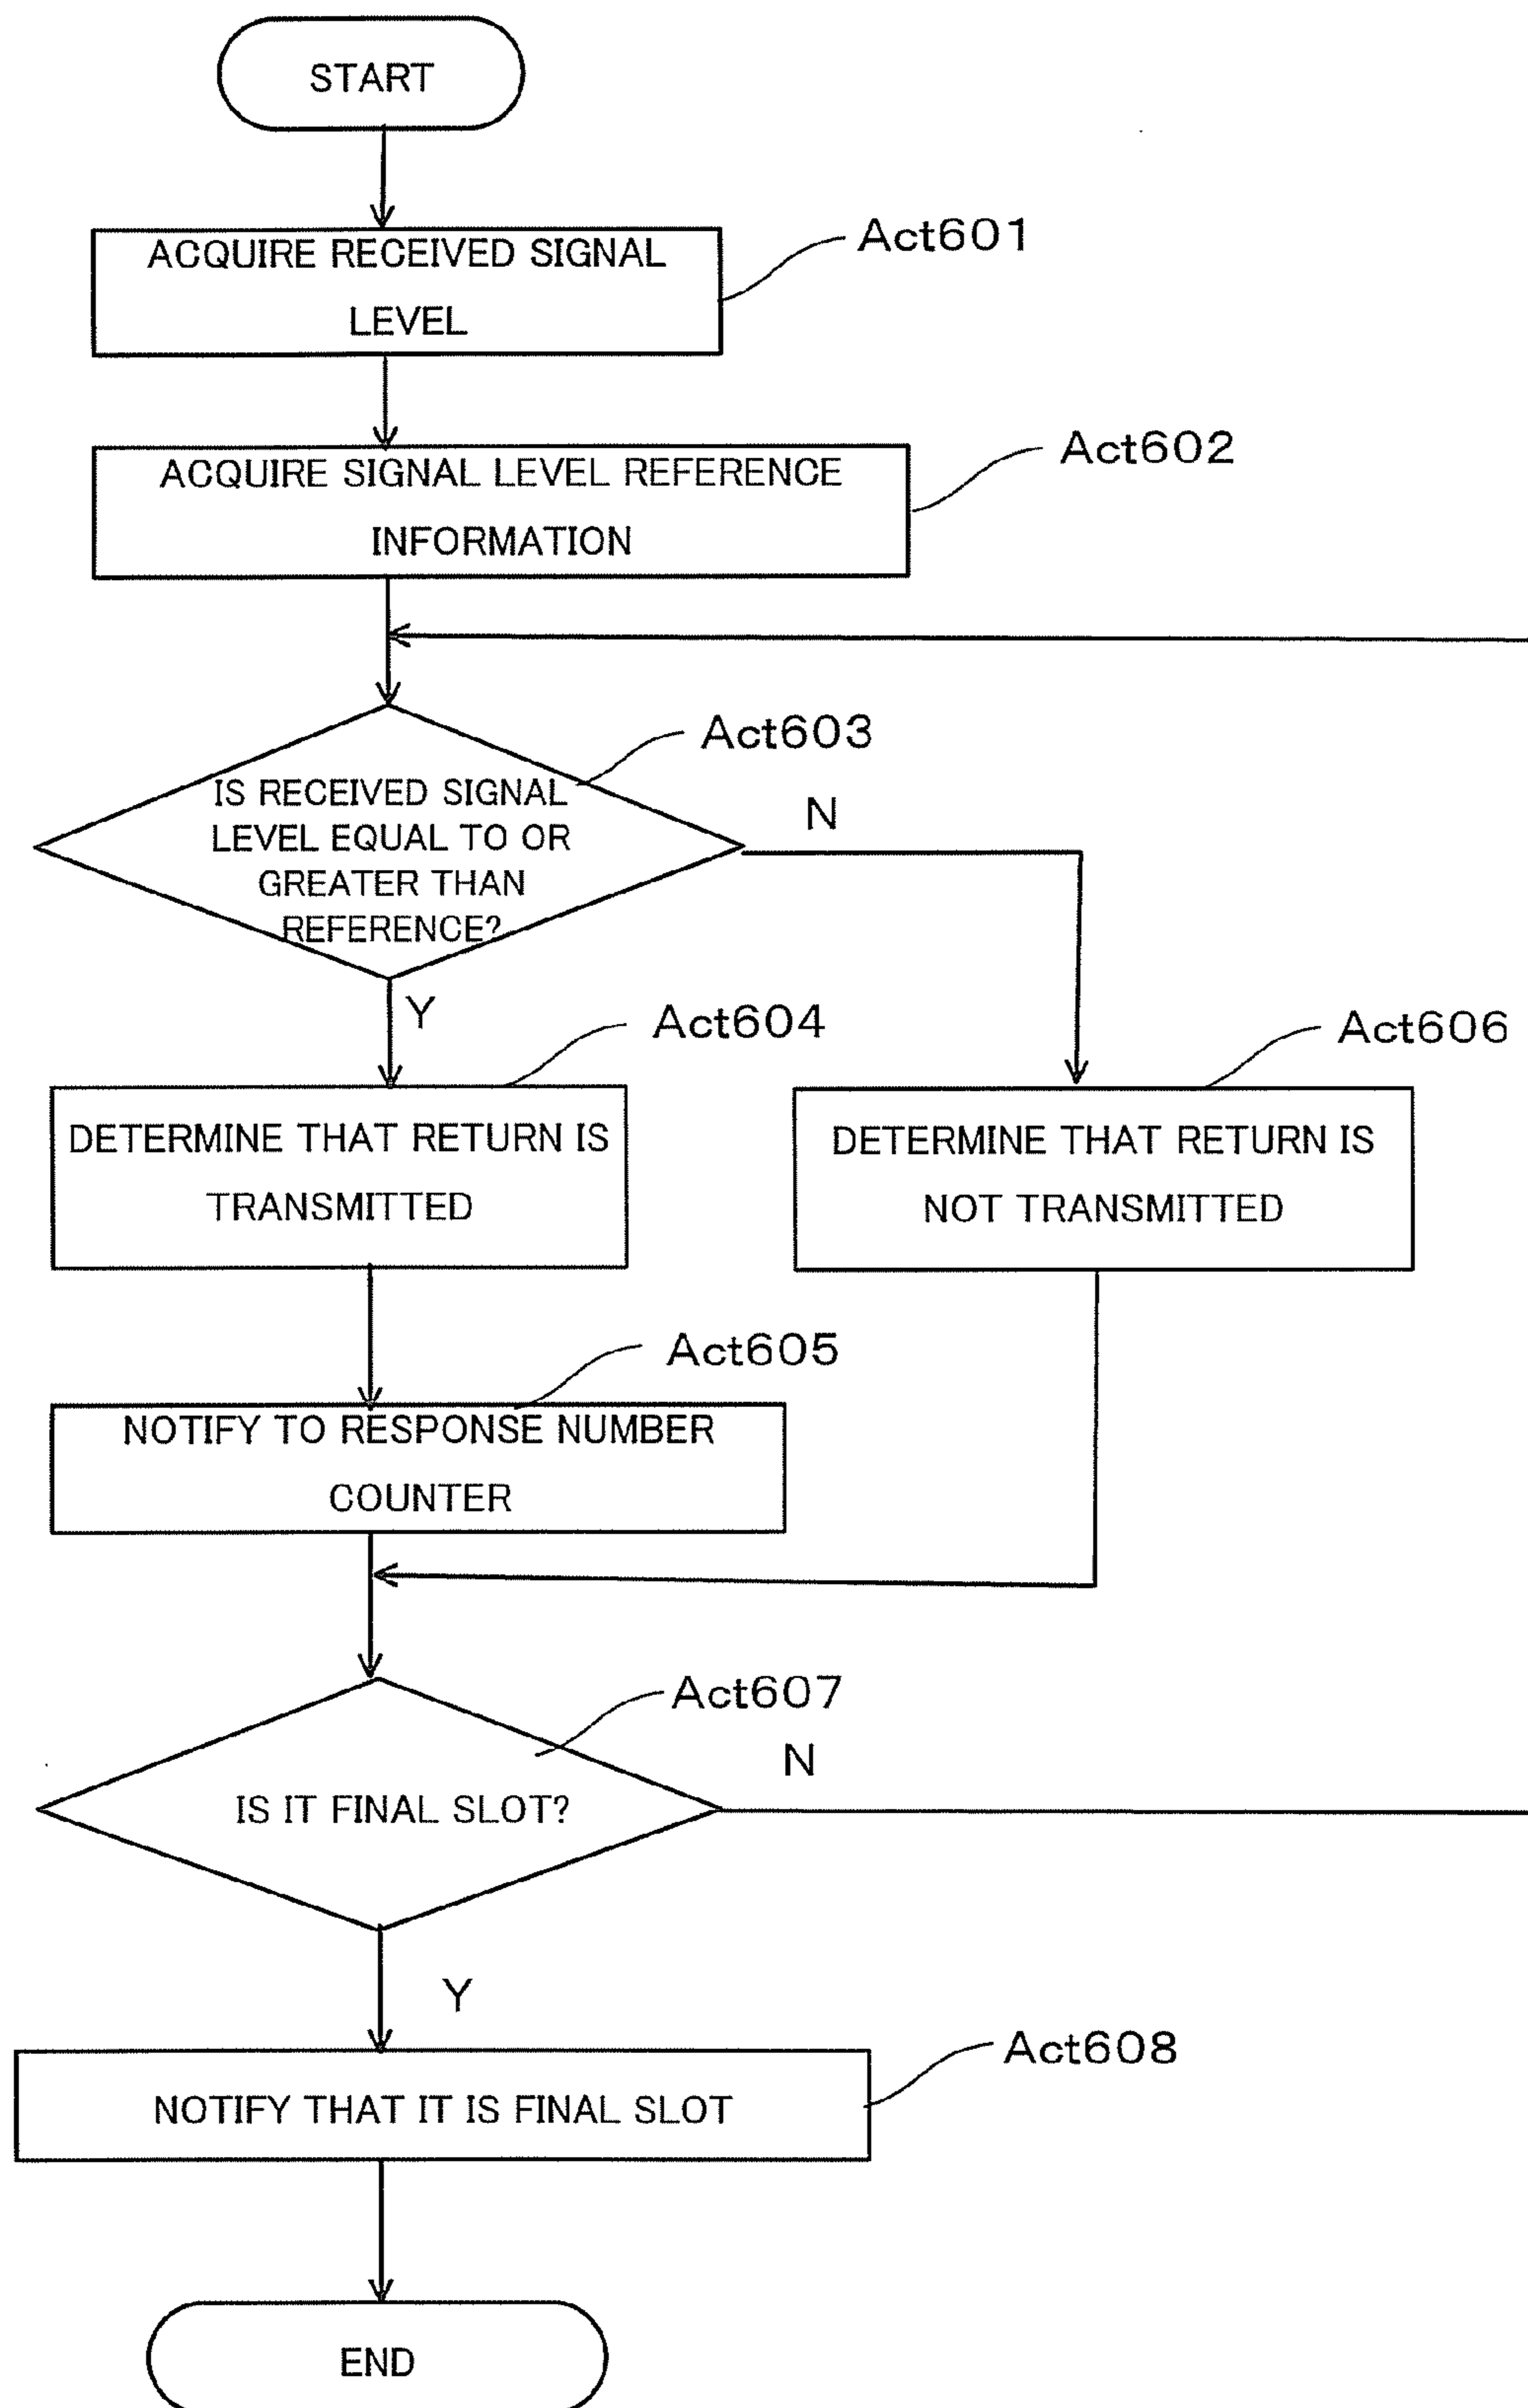 START
Act601
ACQUIRE RECEIVED SIGNAL
LEVEL
Act602
ACQUIRE SIGNAL LEVEL REFERENCE
INFORMATION
Act603
IS RECEIVED SIGNAL
LEVEL EQUAL TO OR
GREATER THAN
REFERENCE?
N
Y
Act604
DETERMINE THAT RETURN IS
TRANSMITTED
Act606
DETERMINE THAT RETURN IS
NOT TRANSMITTED
Act605
NOTIFY TO RESPONSE NUMBER
COUNTER
Act607
IS IT FINAL SLOT?
N
Y
Act608
NOTIFY THAT IT IS FINAL SLOT
END